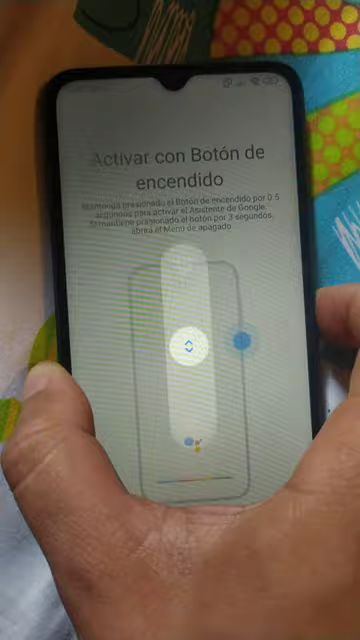 Activar con Botón de
encendido
Mantenga presionado el Botón de encendido por 0.5
segundos para activar el Asistente de Google.
Si mantiene presionado el botón por 3 segundos,
abrirá el Menú de apagado